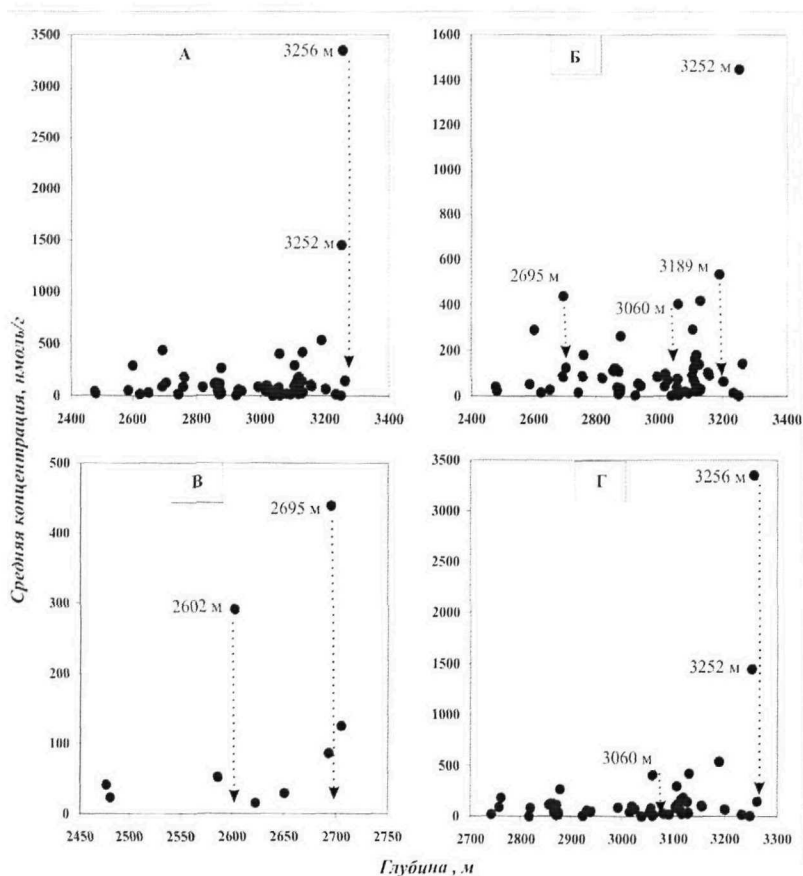 Средняя концентрация, нмоль/г
А
3500
3000
2500
2000
1500
1000
500
0
3256 м
3252 м
2400 2600 2800 3000 3200 3400
Б
1600
1400
1200
1000
800
600
400
200
0
3252 м
2695 м
3189 м
3060 м
2400 2600 2800 3000 3200 3400
В
500
400
300
200
100
0
2695 м
2602 м
2450 2500 2550 2600 2650 2700 2750
Г
3500
3000
2500
2000
1500
1000
500
0
3256 м
3252 м
3060 м
2700 2800 2900 3000 3100 3200 3300
Глубина , м